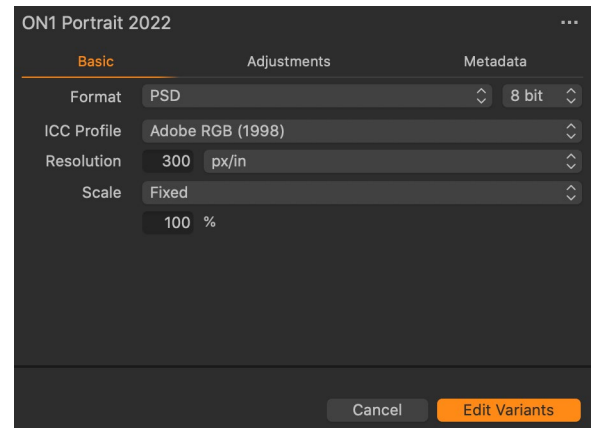 ON1 Portrait 2022 ...
Basic Adjustments Metadata
Format PSD 8 bit
ICC Profile Adobe RGB (1998)
Resolution 300 px/in
Scale Fixed
100 %
Cancel Edit Variants